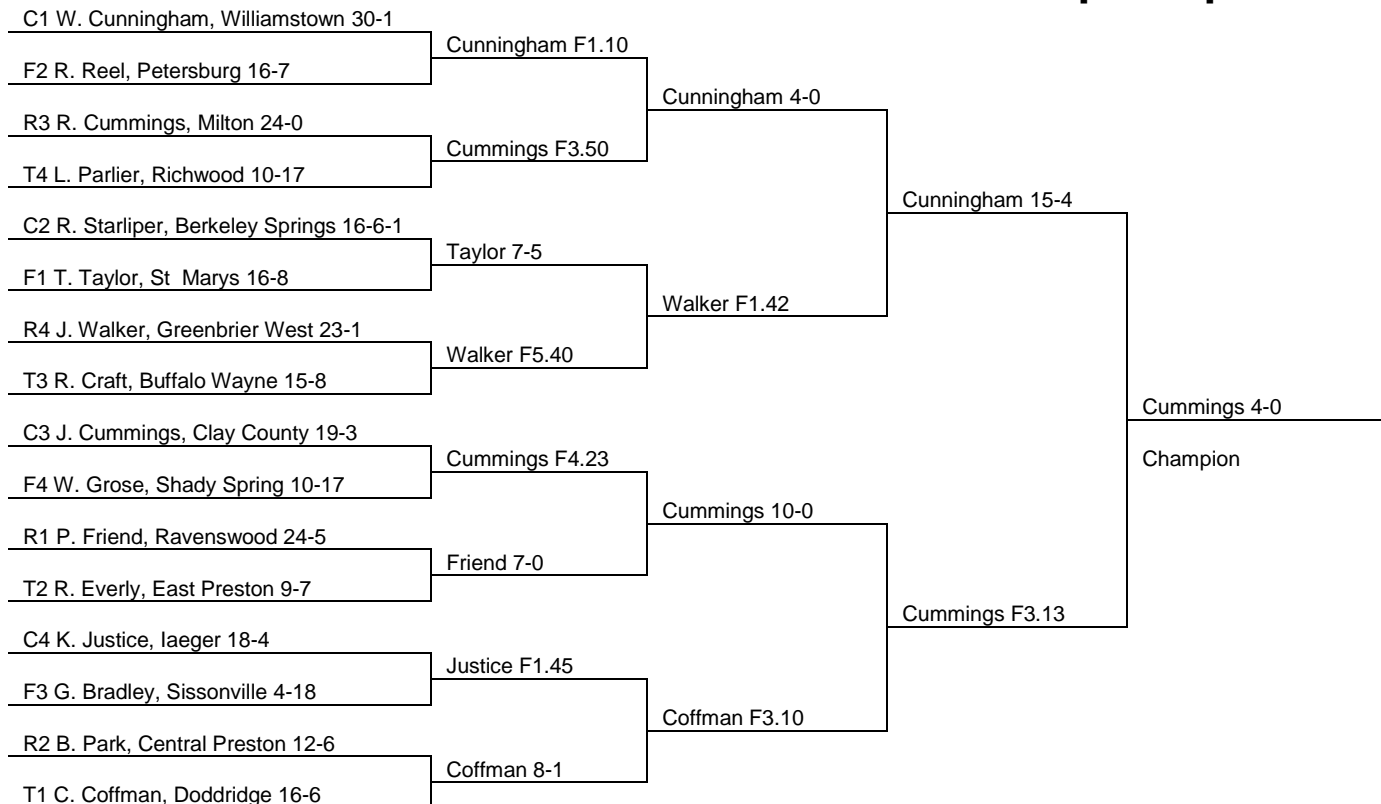 C1 W. Cunningham, Williamstown 30-1
Cunningham F1.10
F2 R. Reel, Petersburg 16-7
Cunningham 4-0
R3 R. Cummings, Milton 24-0
Cummings F3.50
T4 L. Parlier, Richwood 10-17
Cunningham 15-4
C2 R. Starliper, Berkeley Springs 16-6-1
Taylor 7-5
F1 T. Taylor, St  Marys 16-8
Walker F1.42
R4 J. Walker, Greenbrier West 23-1
Walker F5.40
T3 R. Craft, Buffalo Wayne 15-8
Cummings 4-0
C3 J. Cummings, Clay County 19-3
Cummings F4.23
Champion
F4 W. Grose, Shady Spring 10-17
Cummings 10-0
R1 P. Friend, Ravenswood 24-5
Friend 7-0
T2 R. Everly, East Preston 9-7
Cummings F3.13
C4 K. Justice, Iaeger 18-4
Justice F1.45
F3 G. Bradley, Sissonville 4-18
Coffman F3.10
R2 B. Park, Central Preston 12-6
Coffman 8-1
T1 C. Coffman, Doddridge 16-6